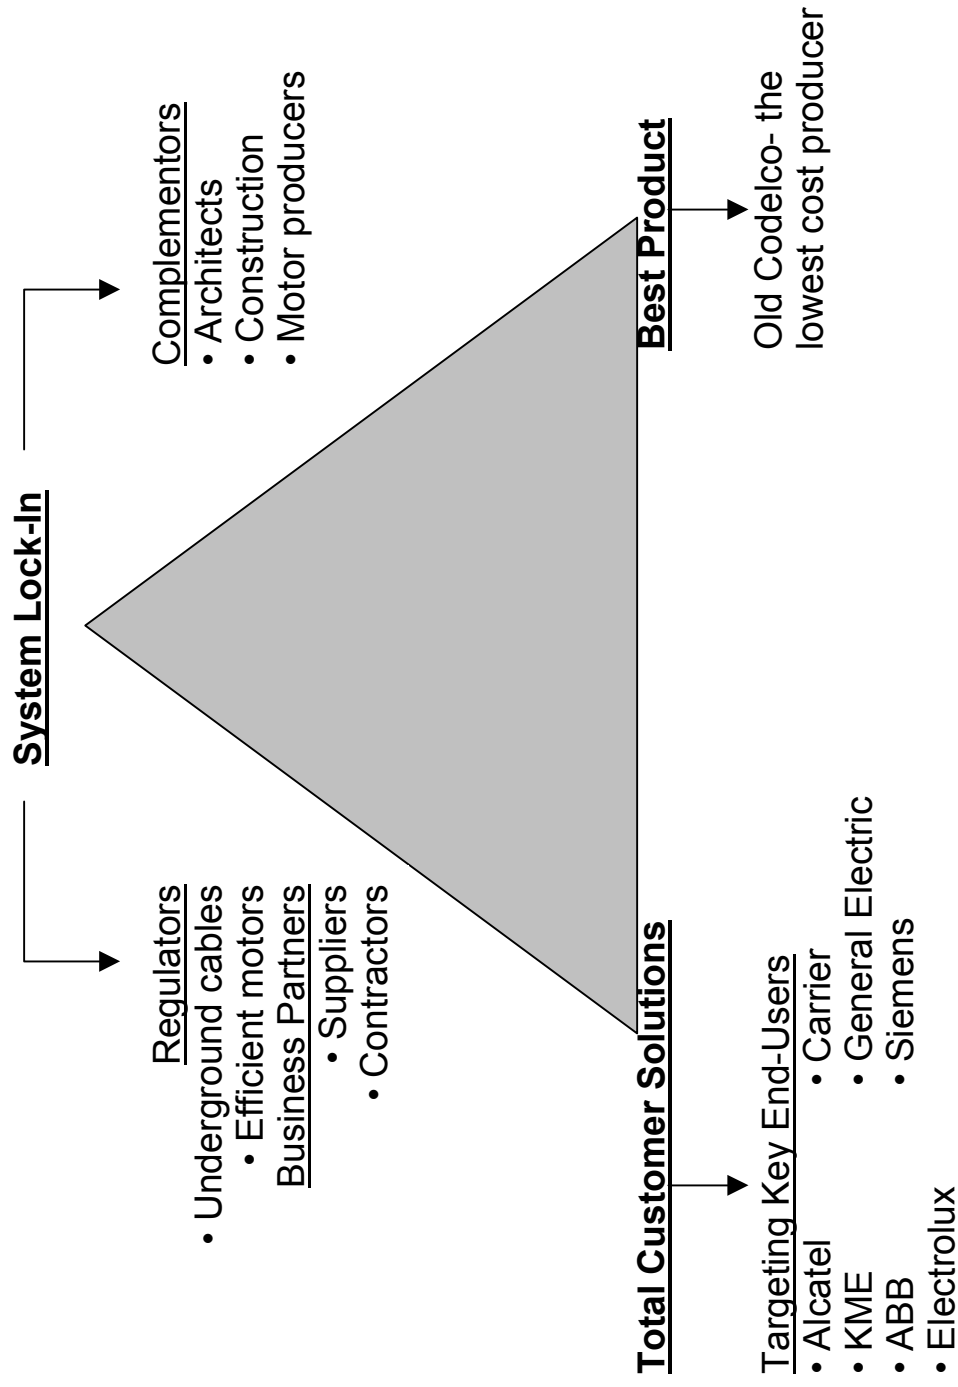 System Lock-In
Regulators
• Underground cables
• Efficient motors
Business Partners
• Suppliers
• Contractors
Complementors
• Architects
• Construction
• Motor producers
Total Customer Solutions
Targeting Key End-Users
• Alcatel • Carrier
• KME • General Electric
• ABB • Siemens
• Electrolux
Best Product
Old Codelco- the
lowest cost producer